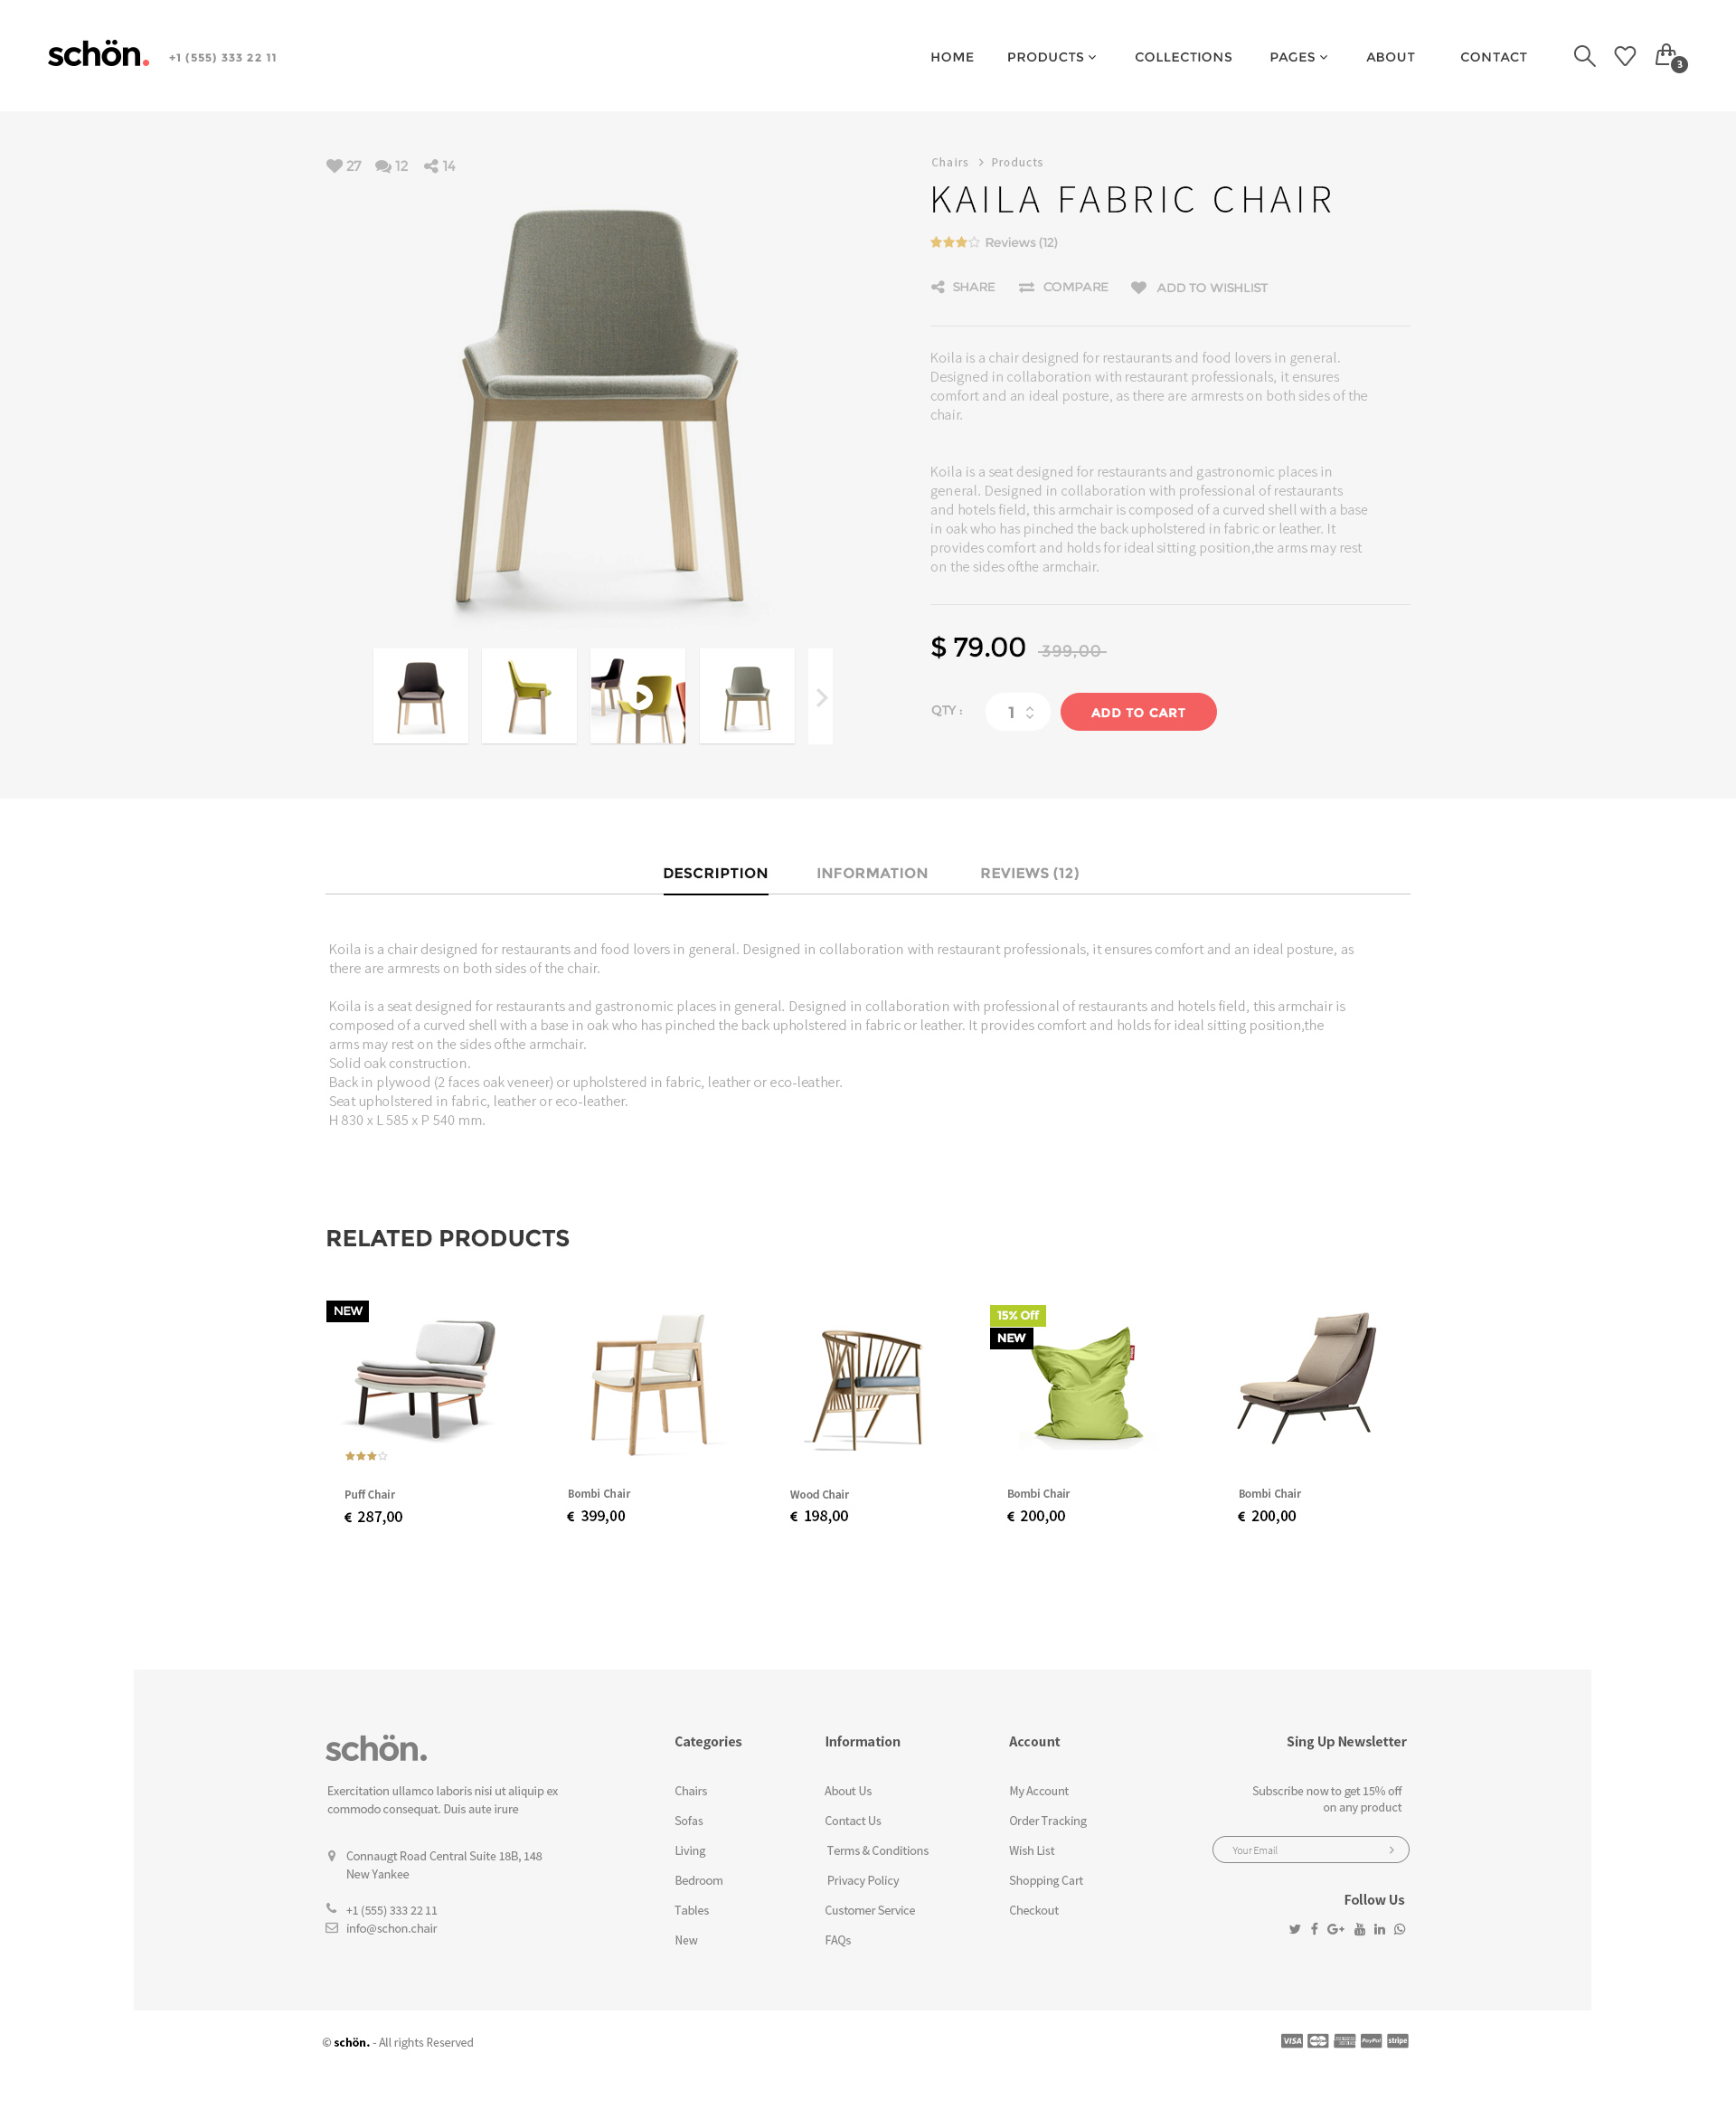 schön.
+1 (555) 333 22 11
HOME PRODUCTS COLLECTIONS PAGES ABOUT CONTACT
3
27 12 14
Chairs > Products
KAILA FABRIC CHAIR
Reviews (12)
SHARE COMPARE ADD TO WISHLIST
Koila is a chair designed for restaurants and food lovers in general.
Designed in collaboration with restaurant professionals, it ensures
comfort and an ideal posture, as there are armrests on both sides of the
chair.
Koila is a seat designed for restaurants and gastronomic places in
general. Designed in collaboration with professional of restaurants
and hotels field, this armchair is composed of a curved shell with a base
in oak who has pinched the back upholstered in fabric or leather. It
provides comfort and holds for ideal sitting position,the arms may rest
on the sides ofthe armchair.
$ 79.00 399,00
QTY : 1 ADD TO CART
DESCRIPTION INFORMATION REVIEWS (12)
Koila is a chair designed for restaurants and food lovers in general. Designed in collaboration with restaurant professionals, it ensures comfort and an ideal posture, as
there are armrests on both sides of the chair.
Koila is a seat designed for restaurants and gastronomic places in general. Designed in collaboration with professional of restaurants and hotels field, this armchair is
composed of a curved shell with a base in oak who has pinched the back upholstered in fabric or leather. It provides comfort and holds for ideal sitting position,the
arms may rest on the sides ofthe armchair.
Solid oak construction.
Back in plywood (2 faces oak veneer) or upholstered in fabric, leather or eco-leather.
Seat upholstered in fabric, leather or eco-leather.
H 830 x L 585 x P 540 mm.
RELATED PRODUCTS
NEW
Puff Chair
€ 287,00
Bombi Chair
€ 399,00
Wood Chair
€ 198,00
15% Off
NEW
Bombi Chair
€ 200,00
Bombi Chair
€ 200,00
schön.
Exercitation ullamco laboris nisi ut aliquip ex
commodo consequat. Duis aute irure
Connaugt Road Central Suite 18B, 148
New Yankee
+1 (555) 333 22 11
info@schon.chair
Categories
Chairs
Sofas
Living
Bedroom
Tables
New
Information
About Us
Contact Us
Terms & Conditions
Privacy Policy
Customer Service
FAQs
Account
My Account
Order Tracking
Wish List
Shopping Cart
Checkout
Sing Up Newsletter
Subscribe now to get 15% off
on any product
Your Email
Follow Us
© schön. - All rights Reserved
VISA PayPal stripe